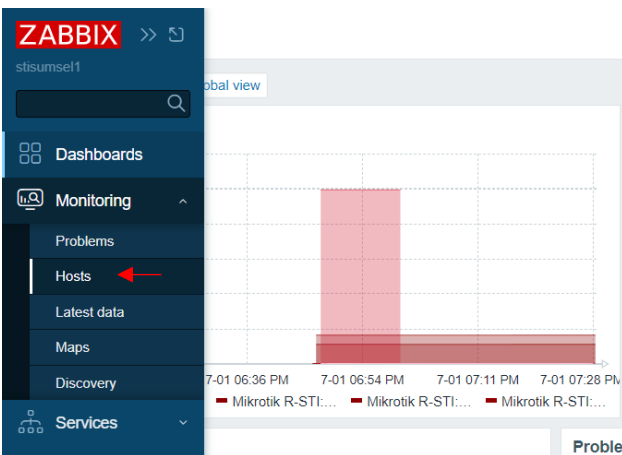 ZABBIX
stisumsel1
obal view
Dashboards
Monitoring
Problems
Hosts
Latest data
Maps
Discovery
Services
7-01 06:36 PM 7-01 06:54 PM 7-01 07:11 PM 7-01 07:28 PM
Mikrotik R-STI:... Mikrotik R-STI:... Mikrotik R-STI:...
Proble